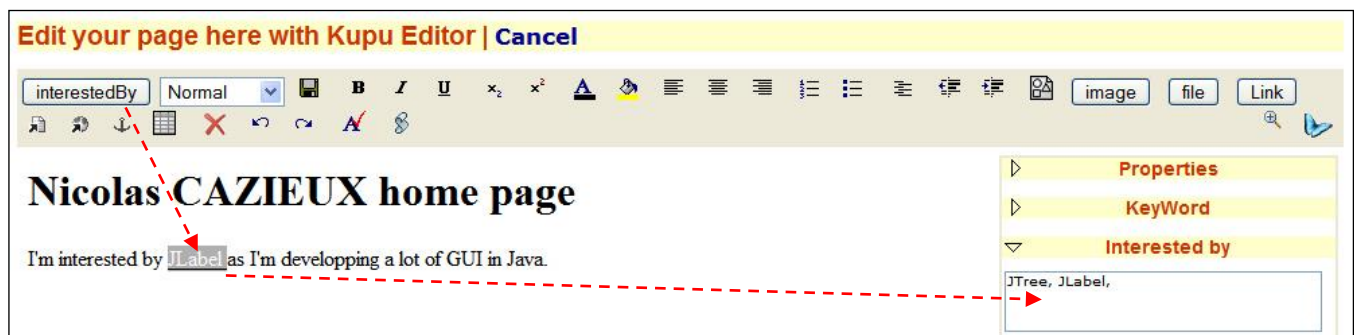 Edit your page here with Kupu Editor | Cancel
interestedBy Normal B I U x₂ x² A image file Link
Nicolas CAZIEUX home page
I'm interested by JLabel as I'm developping a lot of GUI in Java.
Properties
KeyWord
Interested by
JTree, JLabel,